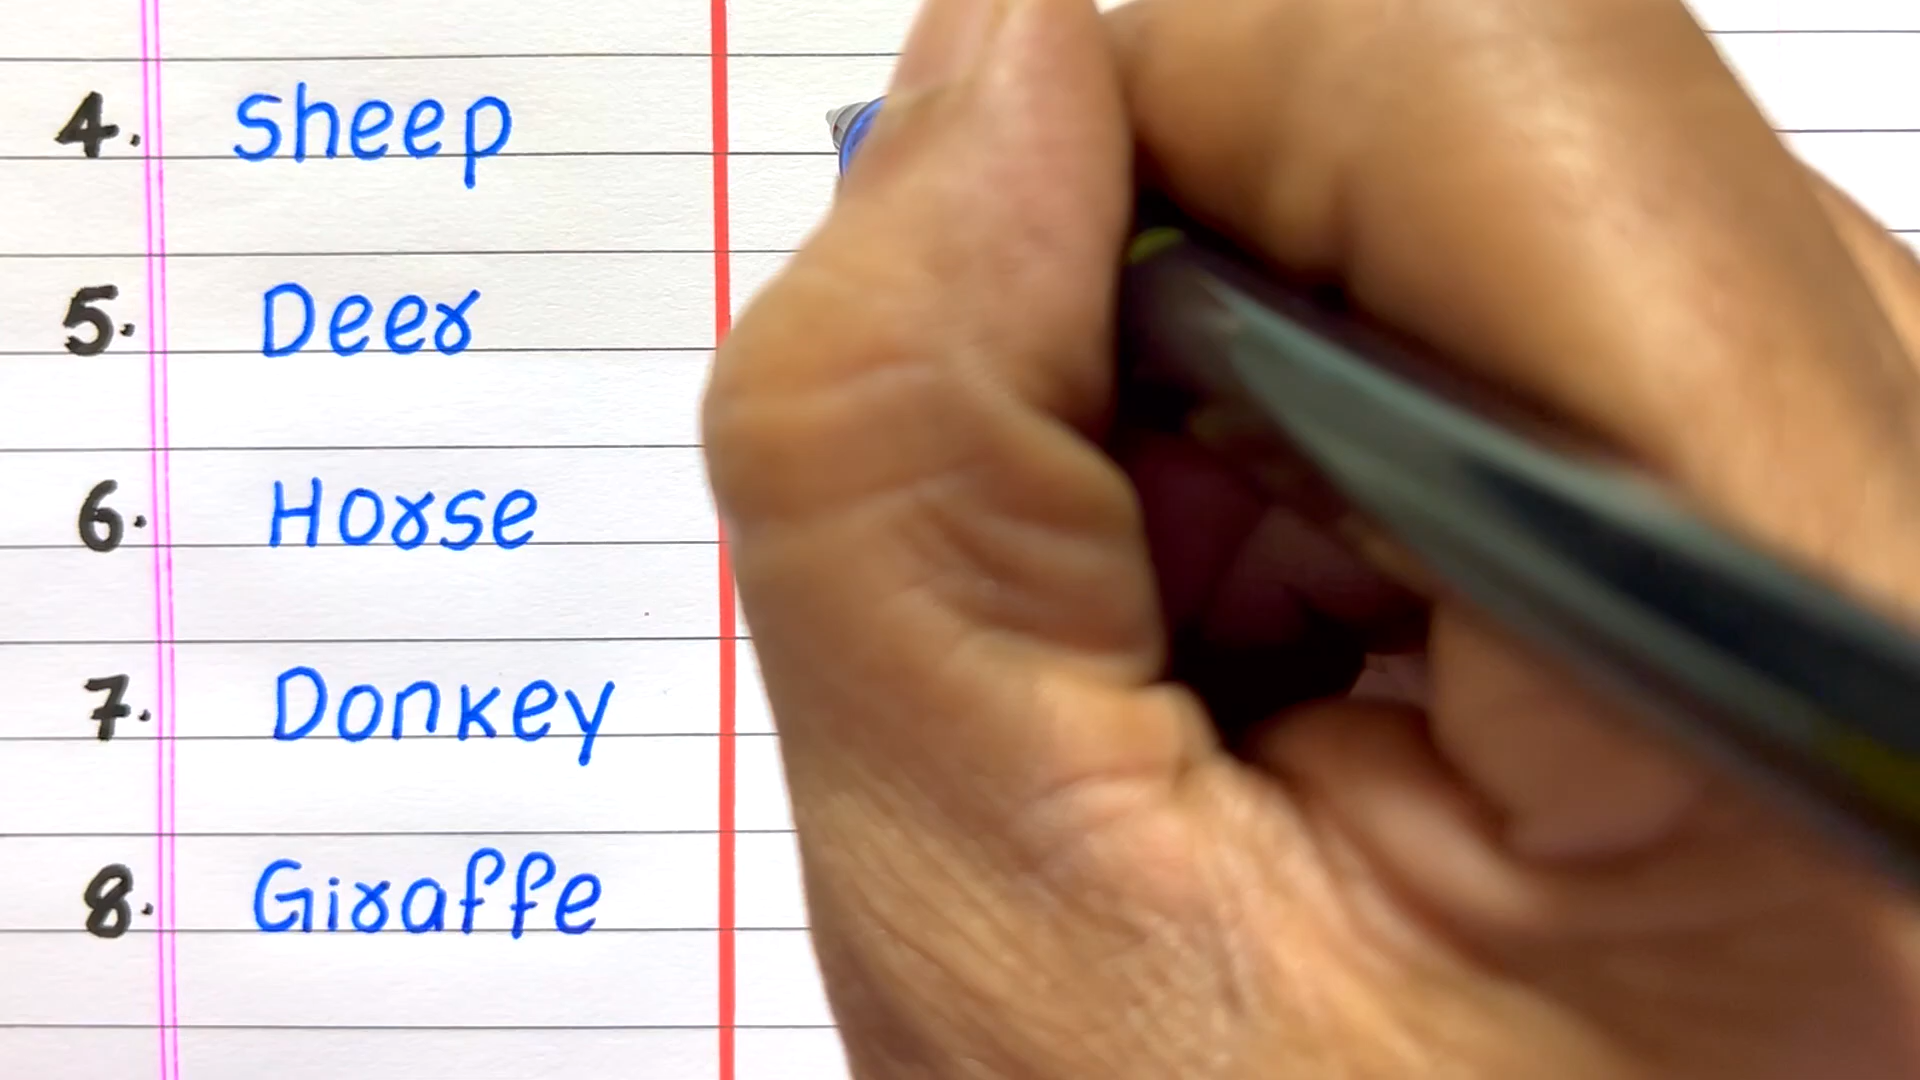 4. Sheep
5. Deer
6. Horse
7. Donkey
8. Giraffe